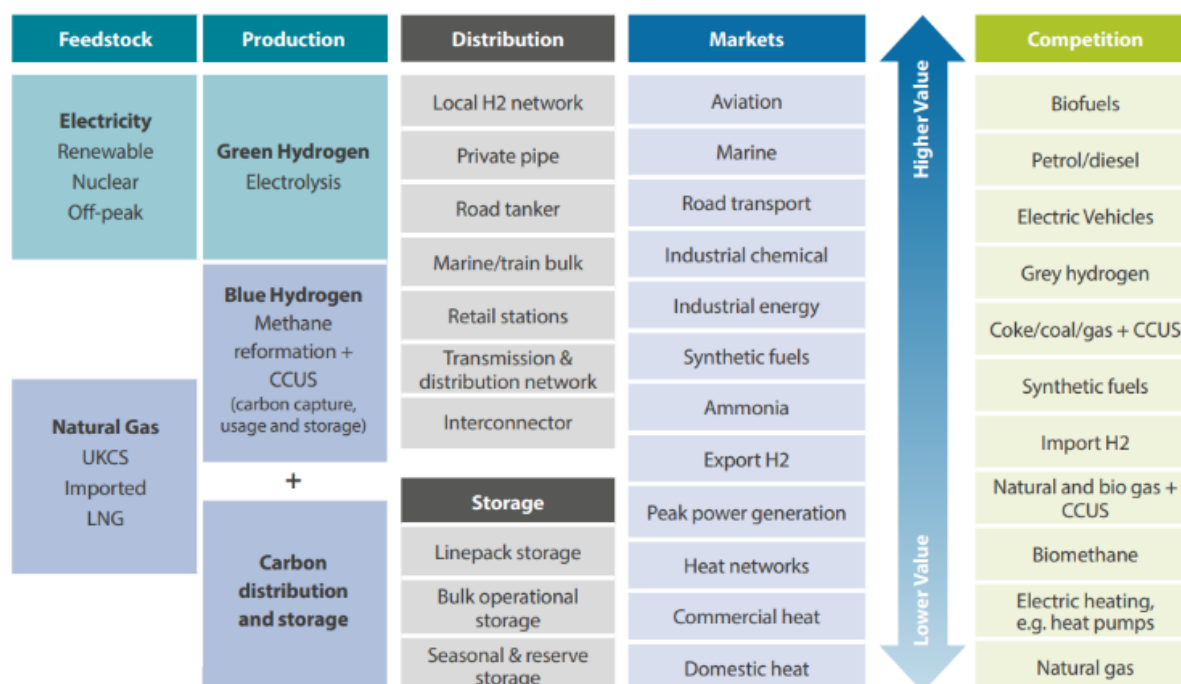 Feedstock
Electricity
Renewable
Nuclear
Off-peak
Natural Gas
UKCS
Imported
LNG
Production
Green Hydrogen
Electrolysis
Blue Hydrogen
Methane
reformation +
CCUS
(carbon capture,
usage and storage)
+
Carbon
distribution
and storage
Distribution
Local H2 network
Private pipe
Road tanker
Marine/train bulk
Retail stations
Transmission &
distribution network
Interconnector
Storage
Linepack storage
Bulk operational
storage
Seasonal & reserve
storage
Markets
Aviation
Marine
Road transport
Industrial chemical
Industrial energy
Synthetic fuels
Ammonia
Export H2
Peak power generation
Heat networks
Commercial heat
Domestic heat
Higher Value
Lower Value
Competition
Biofuels
Petrol/diesel
Electric Vehicles
Grey hydrogen
Coke/coal/gas + CCUS
Synthetic fuels
Import H2
Natural and bio gas +
CCUS
Biomethane
Electric heating,
e.g. heat pumps
Natural gas